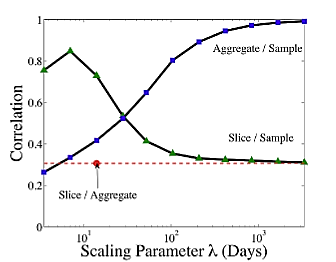 1
0.8
0.6
0.4
0.2
0
Correlation
Aggregate / Sample
Slice / Sample
Slice / Aggregate
10¹
10²
10³
Scaling Parameter λ (Days)